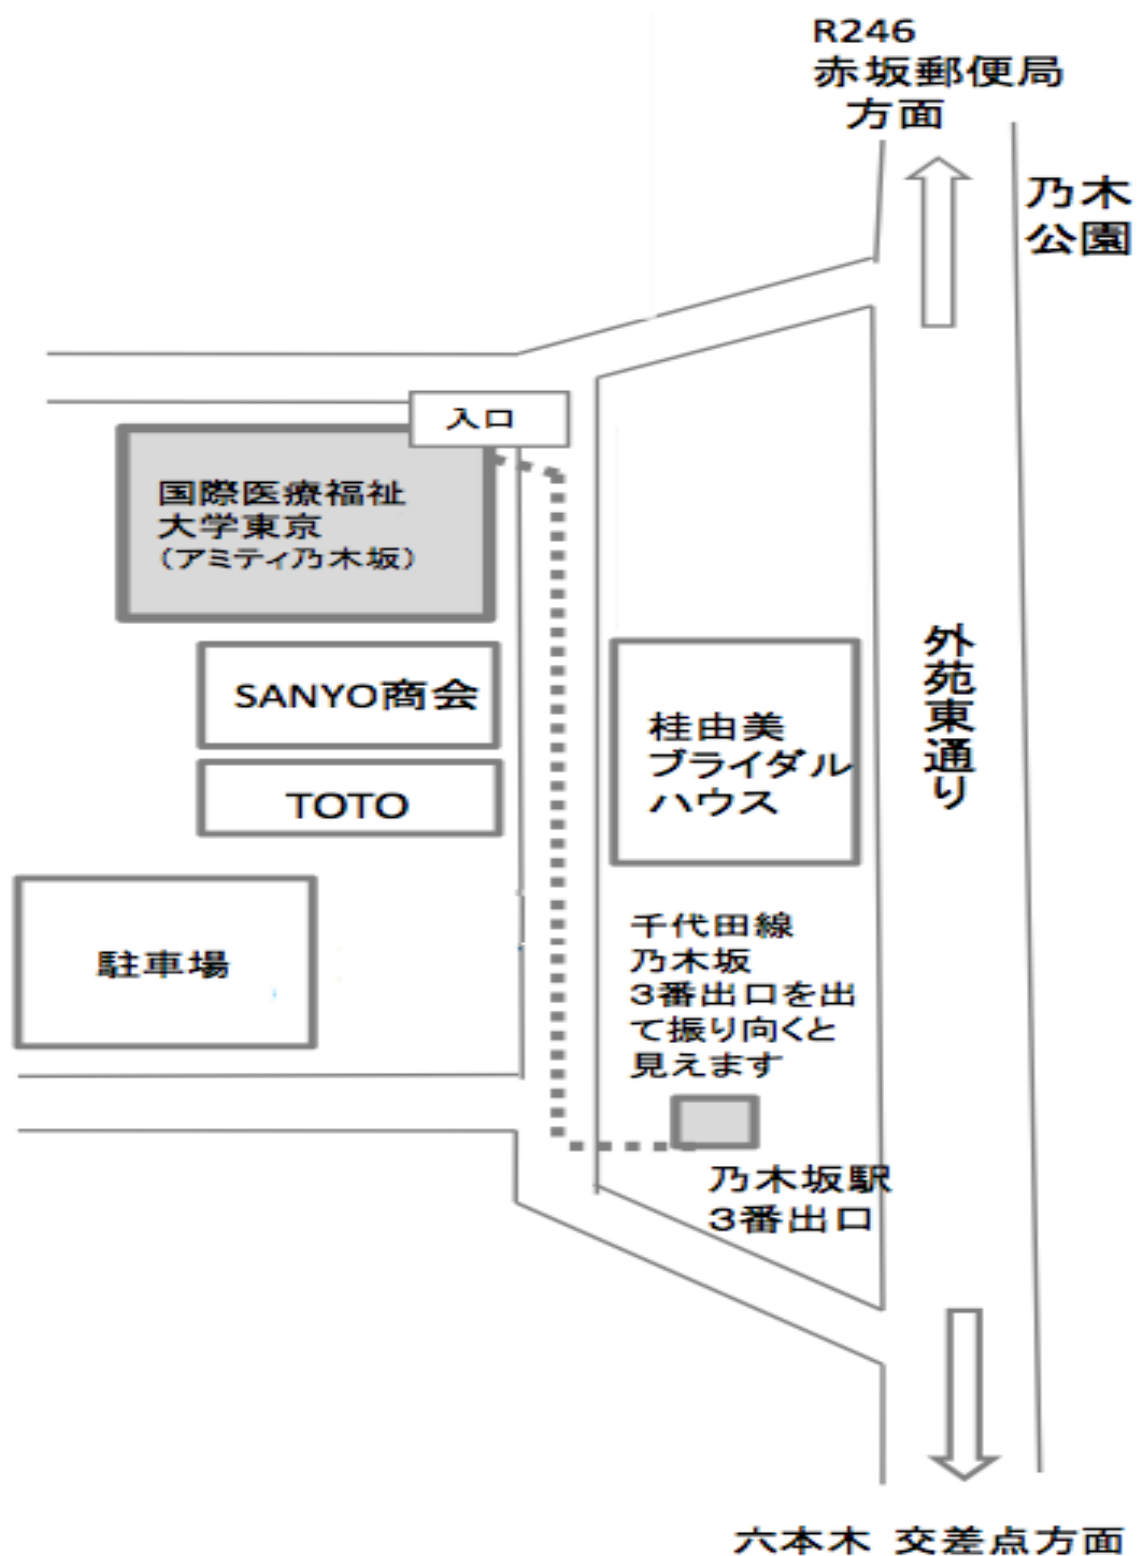 R246
赤坂郵便局
方面
乃木
公園
入口
国際医療福祉
大学東京
（アミティ乃木坂）
SANYO商会
TOTO
桂由美
ブライダル
ハウス
外苑東通り
駐車場
千代田線
乃木坂
3番出口を出
て振り向くと
見えます
乃木坂駅
3番出口
六本木 交差点方面